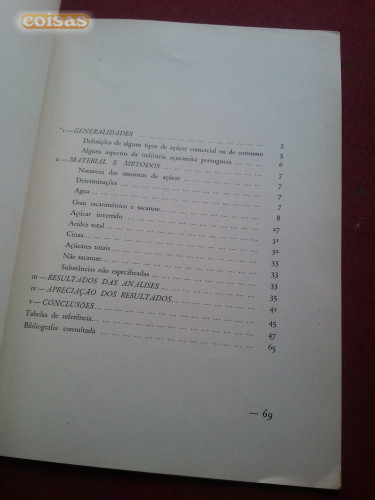 coisas
I — GENERALIDADES ... 3
Definições de alguns tipos de açúcar comercial ou de consumo 5
Alguns aspectos da indústria açucareira portuguesa ... 6
II — MATERIAL E MÉTODOS ... 7
Natureza das amostras de açúcar ... 7
Determinações ... 7
Água ... 7
Grau sacarimétrico e sacarose ... 8
Açúcar invertido ... 27
Acidez total ... 31
Cinza ... 32
Açúcares totais ... 33
Não sacarose ... 33
Substâncias não especificadas ... 33
III — RESULTADOS DAS ANÁLISES ... 35
IV — APRECIAÇÃO DOS RESULTADOS ... 41
V — CONCLUSÕES ... 45
Tabelas de referência ... 47
Bibliografia consultada ... 65
— 69